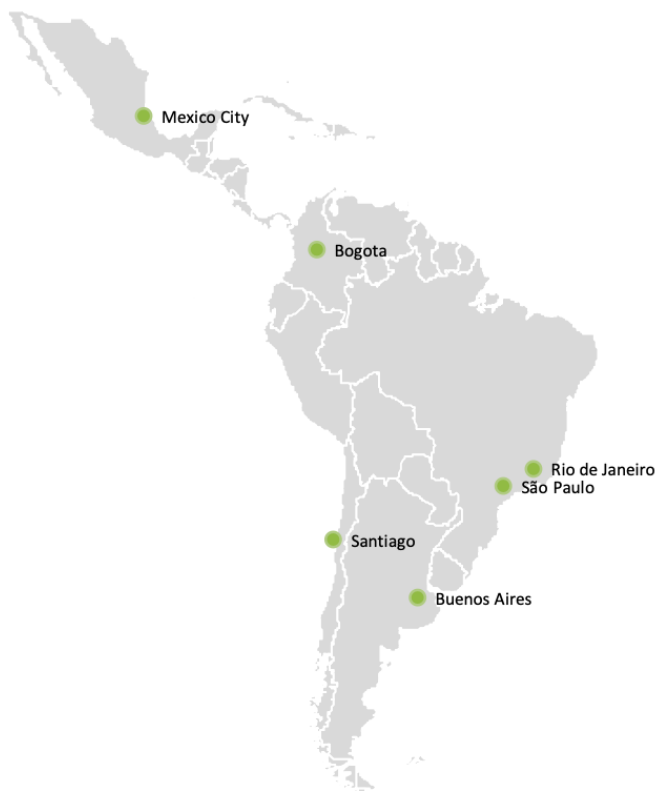 Mexico City
Bogota
Rio de Janeiro
São Paulo
Santiago
Buenos Aires